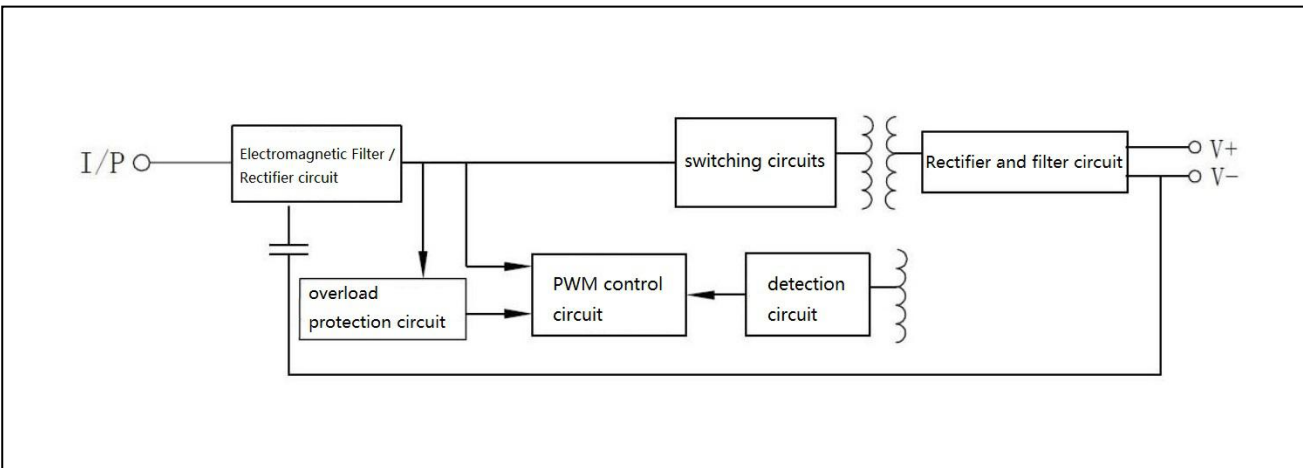 I/P
Electromagnetic Filter /
Rectifier circuit
switching circuits
Rectifier and filter circuit
V+
V-
overload
protection circuit
PWM control
circuit
detection
circuit